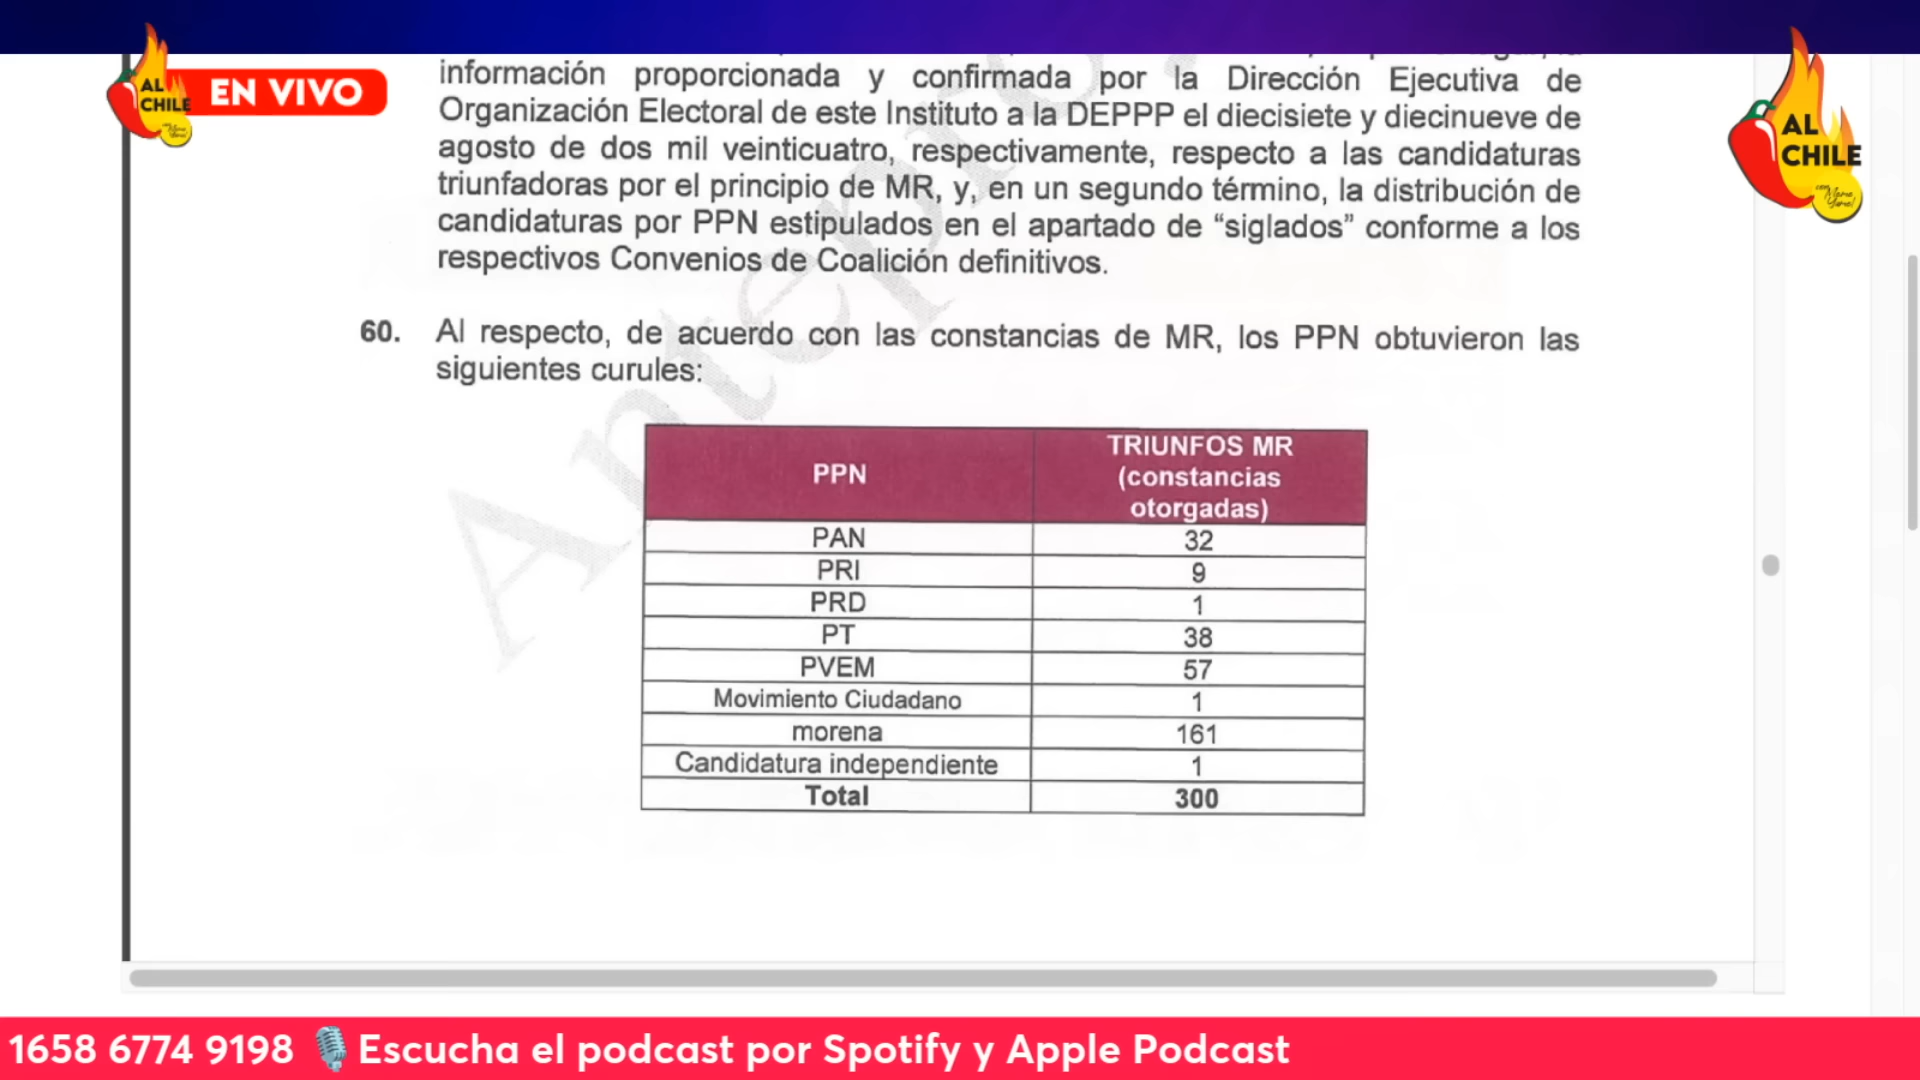 AL
CHILE
EN VIVO
información proporcionada y confirmada por la Dirección Ejecutiva de
Organización Electoral de este Instituto a la DEPPP el diecisiete y diecinueve de
agosto de dos mil veinticuatro, respectivamente, respecto a las candidaturas
triunfadoras por el principio de MR, y, en un segundo término, la distribución de
candidaturas por PPN estipulados en el apartado de “siglados” conforme a los
respectivos Convenios de Coalición definitivos.
AL
CHILE
60. Al respecto, de acuerdo con las constancias de MR, los PPN obtuvieron las
siguientes curules:
PPN TRIUNFOS MR
(constancias
otorgadas)
PAN 32
PRI 9
PRD 1
PT 38
PVEM 57
Movimiento Ciudadano 1
morena 161
Candidatura independiente 1
Total 300
1658 6774 9198 Escucha el podcast por Spotify y Apple Podcast